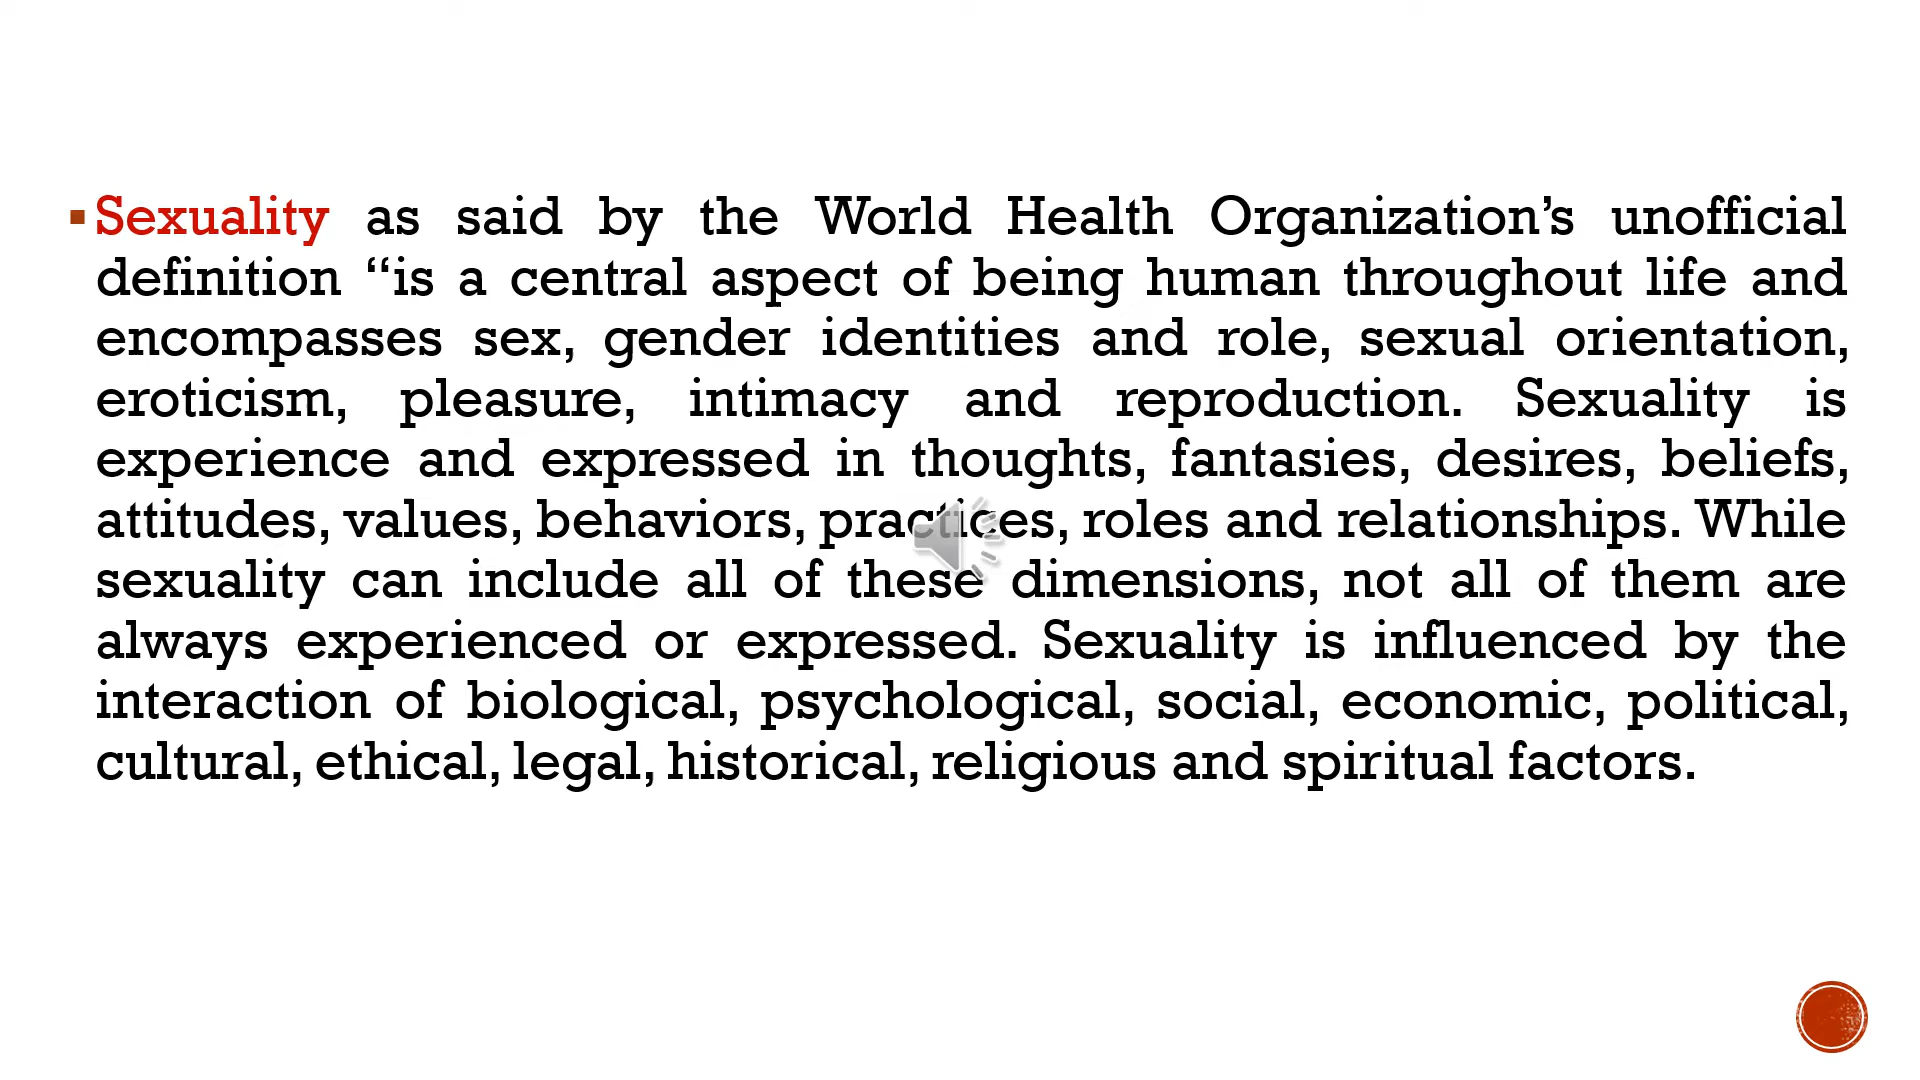 Sexuality as said by the World Health Organization’s unofficial
definition “is a central aspect of being human throughout life and
encompasses sex, gender identities and role, sexual orientation,
eroticism, pleasure, intimacy and reproduction. Sexuality is
experience and expressed in thoughts, fantasies, desires, beliefs,
attitudes, values, behaviors, practices, roles and relationships. While
sexuality can include all of these dimensions, not all of them are
always experienced or expressed. Sexuality is influenced by the
interaction of biological, psychological, social, economic, political,
cultural, ethical, legal, historical, religious and spiritual factors.